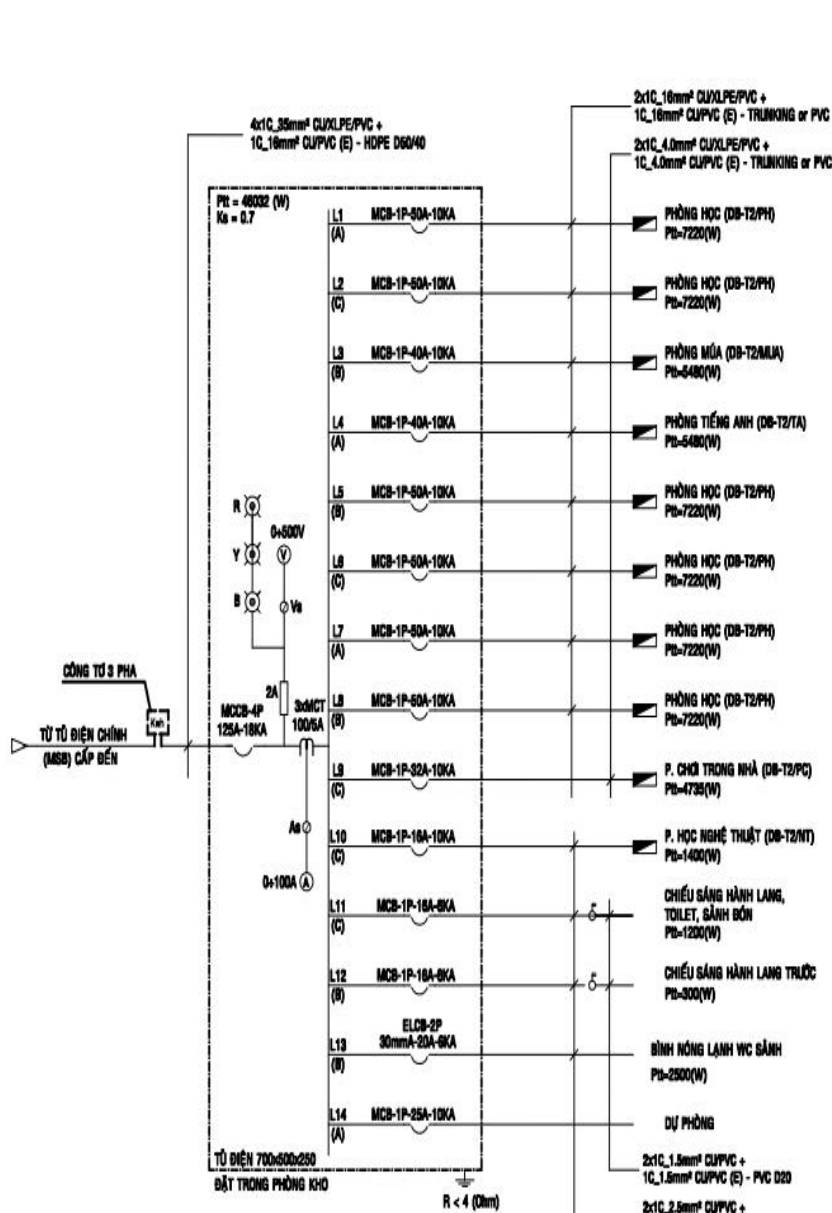 2x1C_16mm² CU/XLPE/PVC +
1C_16mm² CU/PVC (E) - TRUNKING or PVC
4x1C_35mm² CU/XLPE/PVC +
1C_16mm² CU/PVC (E) - HDPE D50/40
2x1C_4.0mm² CU/XLPE/PVC +
1C_4.0mm² CU/PVC (E) - TRUNKING or PVC
Ptt = 46032 (W)
Ks = 0.7
L1 MCB-1P-50A-10KA PHÒNG HỌC (DB-T2/PH)
(A) Ptt=7220(W)
L2 MCB-1P-50A-10KA PHÒNG HỌC (DB-T2/PH)
(C) Ptt=7220(W)
L3 MCB-1P-40A-10KA PHÒNG MÚA (DB-T2/MUA)
(B) Ptt=5480(W)
L4 MCB-1P-40A-10KA PHÒNG TIẾNG ANH (DB-T2/TA)
(A) Ptt=5480(W)
L5 MCB-1P-50A-10KA PHÒNG HỌC (DB-T2/PH)
(B) Ptt=7220(W)
R
0÷500V
Y V
L6 MCB-1P-50A-10KA PHÒNG HỌC (DB-T2/PH)
(C) Ptt=7220(W)
B Vs
L7 MCB-1P-50A-10KA PHÒNG HỌC (DB-T2/PH)
(A) Ptt=7220(W)
CÔNG TƠ 3 PHA
Kwh
2A
L8 MCB-1P-50A-10KA PHÒNG HỌC (DB-T2/PH)
(B) Ptt=7220(W)
MCCB-4P
125A-18KA
3xMCT
100/5A
TỪ TỦ ĐIỆN CHÍNH
(MSB) CẤP ĐẾN
L9 MCB-1P-32A-10KA P. CHƠI TRONG NHÀ (DB-T2/PC)
(C) Ptt=4735(W)
As
L10 MCB-1P-16A-10KA P. HỌC NGHỆ THUẬT (DB-T2/NT)
(C) Ptt=1400(W)
0÷100A A
L11 MCB-1P-16A-6KA CHIẾU SÁNG HÀNH LANG,
(C) TOILET, SẢNH ĐÓN
Ptt=1200(W)
L12 MCB-1P-16A-6KA CHIẾU SÁNG HÀNH LANG TRƯỚC
(B) Ptt=300(W)
ELCB-2P
L13 30mmA-20A-6KA BÌNH NÓNG LẠNH WC SẢNH
(B) Ptt=2500(W)
L14 MCB-1P-25A-10KA DỰ PHÒNG
(A)
TỦ ĐIỆN 700x500x250
ĐẶT TRONG PHÒNG KHO
R < 4 (Ohm)
2x1C_1.5mm² CU/PVC +
1C_1.5mm² CU/PVC (E) - PVC D20
2x1C_2.5mm² CU/PVC +